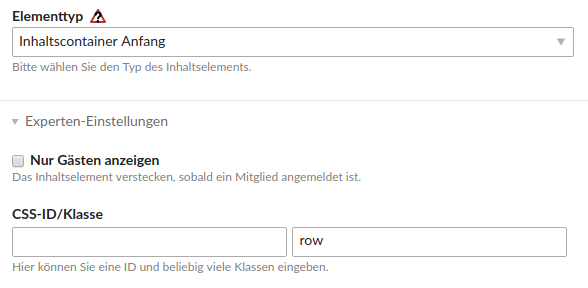 Elementtyp
Inhaltscontainer Anfang
Bitte wählen Sie den Typ des Inhaltselements.
Experten-Einstellungen
Nur Gästen anzeigen
Das Inhaltselement verstecken, sobald ein Mitglied angemeldet ist.
CSS-ID/Klasse
row
Hier können Sie eine ID und beliebig viele Klassen eingeben.